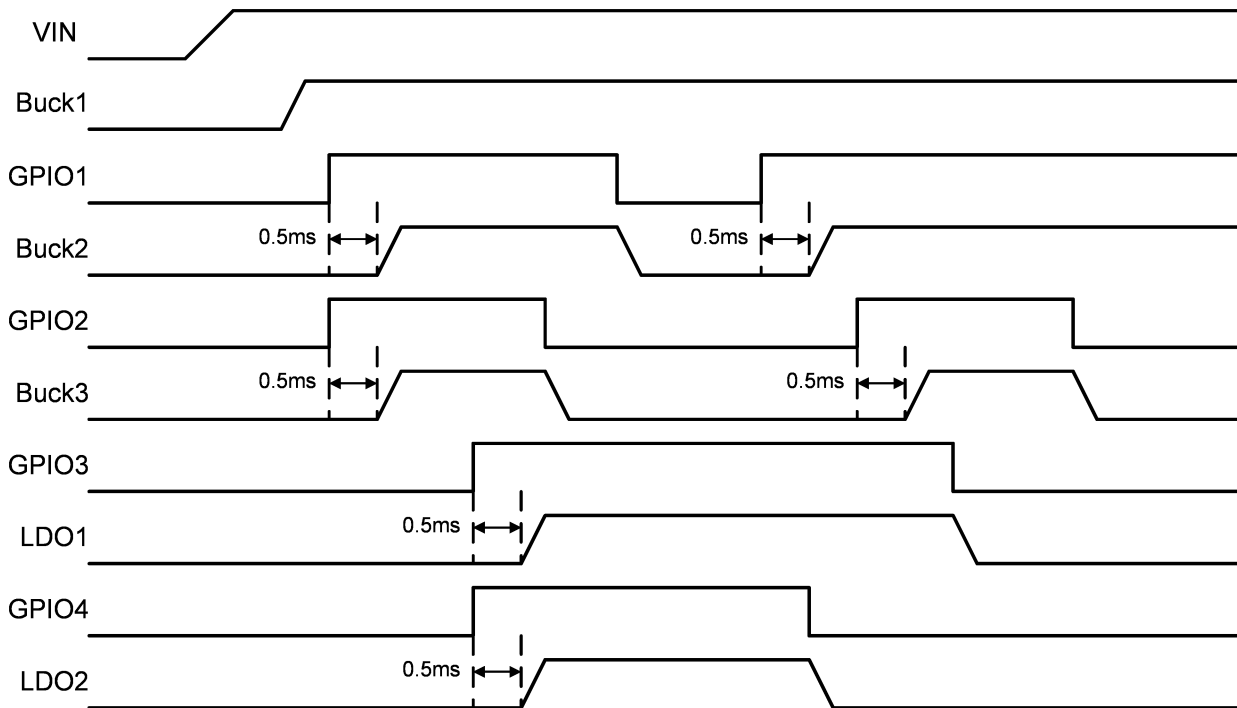 VIN
Buck1
GPIO1
0.5ms
0.5ms
Buck2
GPIO2
0.5ms
0.5ms
Buck3
GPIO3
0.5ms
LDO1
GPIO4
0.5ms
LDO2